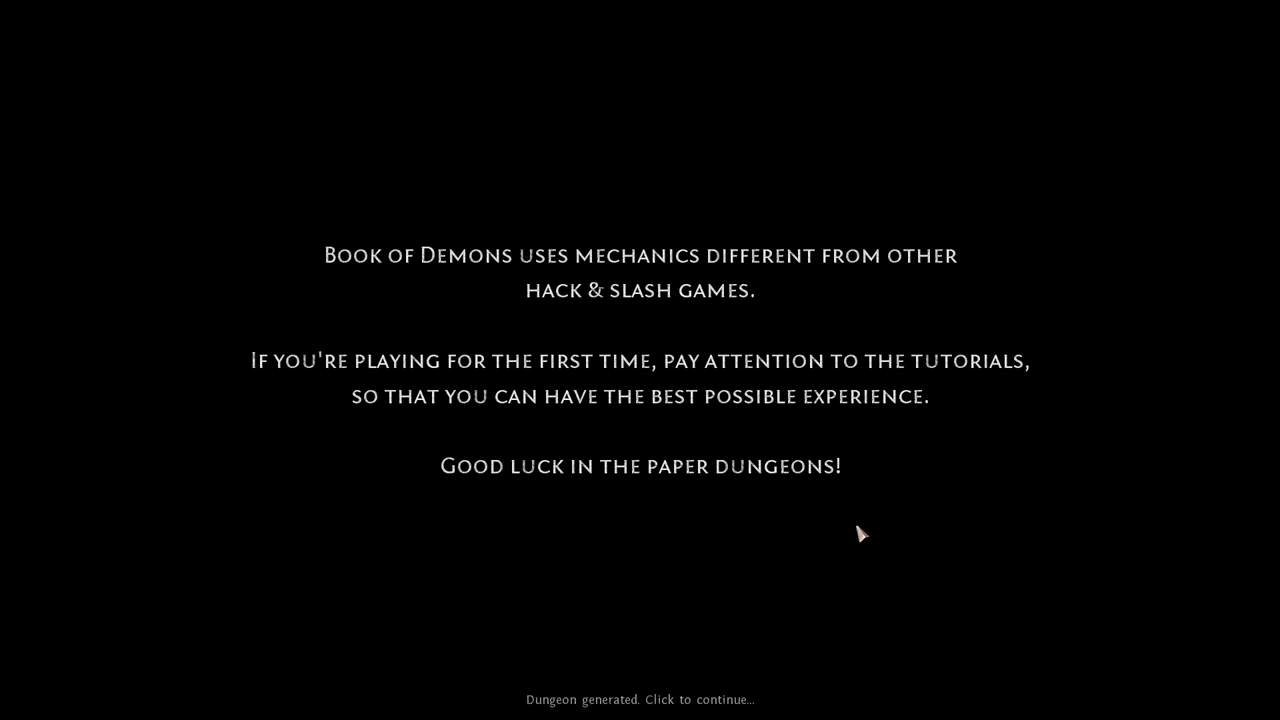 Book of Demons uses mechanics different from other
hack & slash games.
If you're playing for the first time, pay attention to the tutorials,
so that you can have the best possible experience.
Good luck in the paper dungeons!
Dungeon generated. Click to continue...